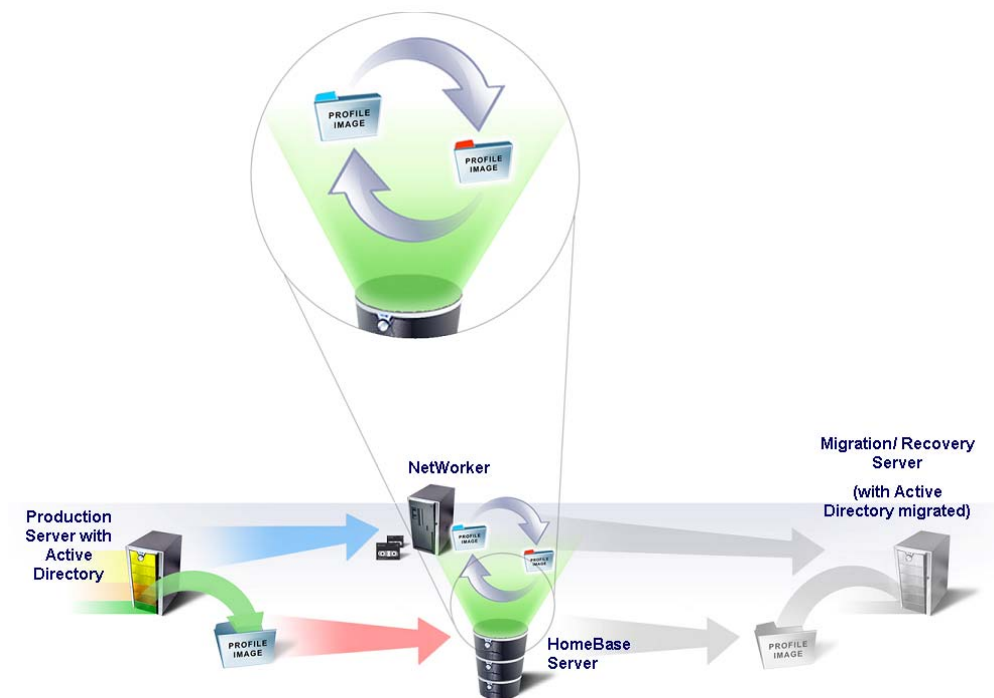 PROFILE
IMAGE
PROFILE
IMAGE
NetWorker
Migration/ Recovery
Server
(with Active
Directory migrated)
Production
Server with
Active
Directory
PROFILE
IMAGE
PROFILE
IMAGE
PROFILE
IMAGE
HomeBase
Server
PROFILE
IMAGE